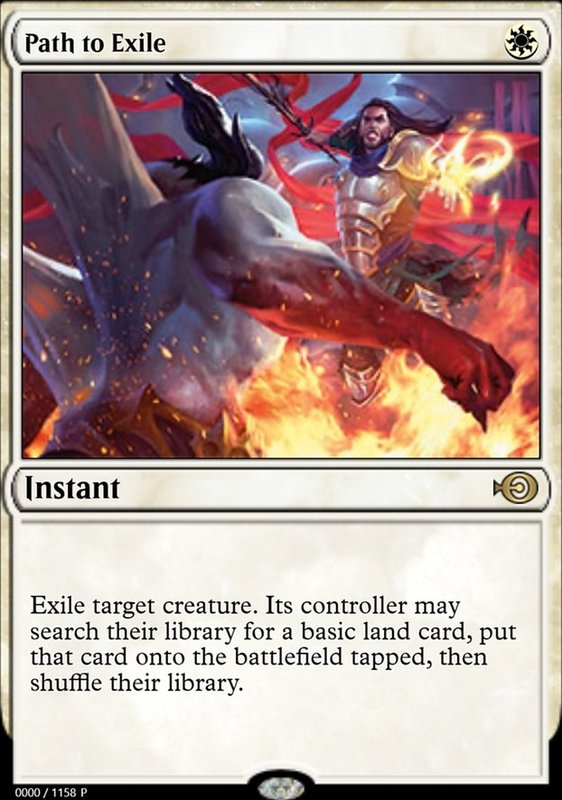 Path to Exile
Instant
Exile target creature. Its controller may
search their library for a basic land card, put
that card onto the battlefield tapped, then
shuffle their library.
0000 / 1158 P